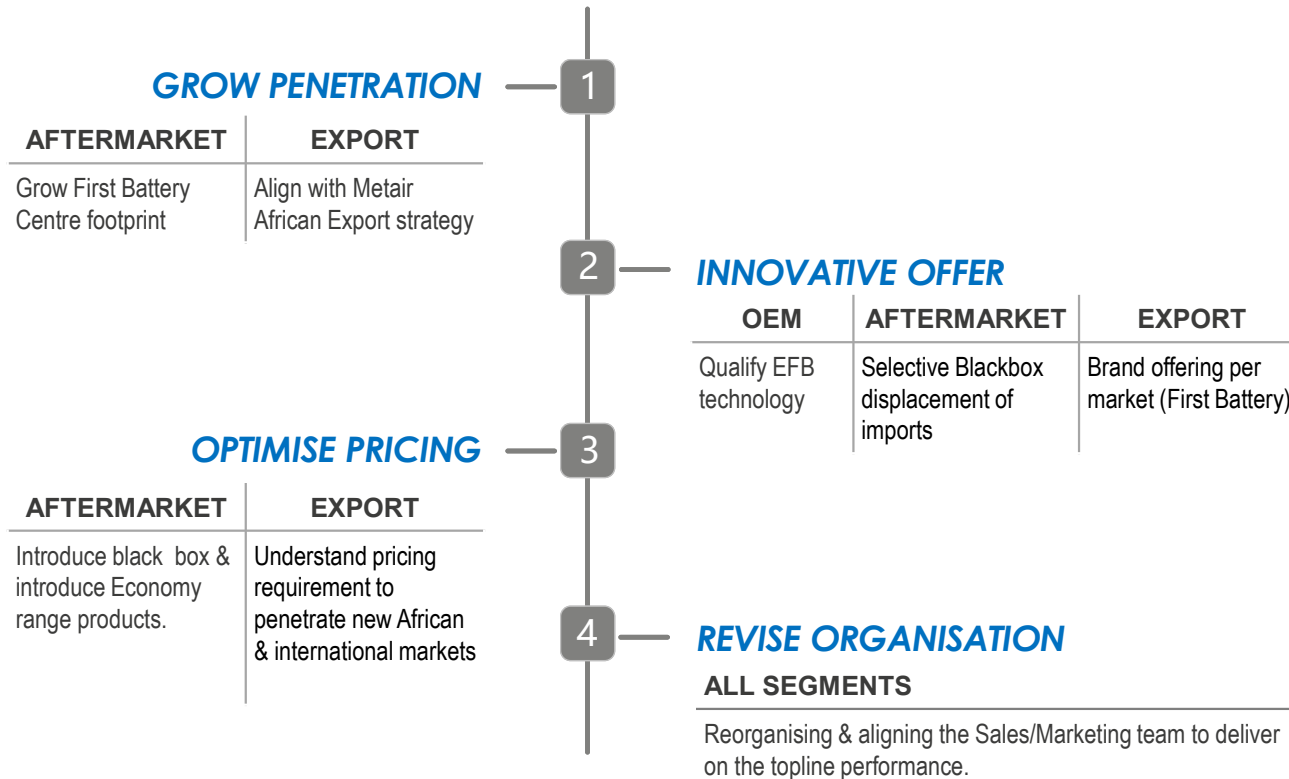 1
GROW PENETRATION
AFTERMARKET
Grow First Battery
Centre footprint
EXPORT
Align with Metair
African Export strategy
2
INNOVATIVE OFFER
OEM
Qualify EFB
technology
AFTERMARKET
Selective Blackbox
displacement of
imports
EXPORT
Brand offering per
market (First Battery)
3
OPTIMISE PRICING
AFTERMARKET
Introduce black box &
introduce Economy
range products.
EXPORT
Understand pricing
requirement to
penetrate new African
& international markets
4
REVISE ORGANISATION
ALL SEGMENTS
Reorganising & aligning the Sales/Marketing team to deliver
on the topline performance.